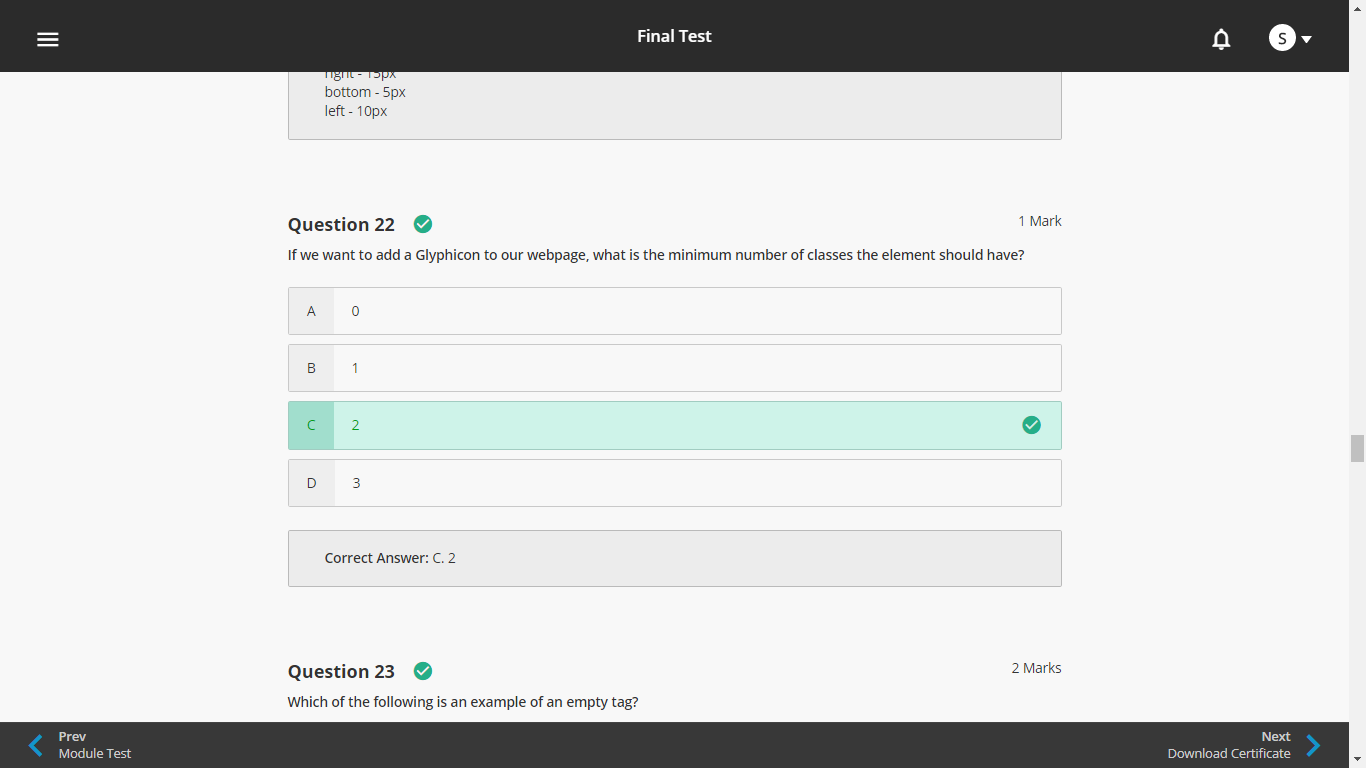 Final Test
S
right - 15px
bottom - 5px
left - 10px
Question 22
1 Mark
If we want to add a Glyphicon to our webpage, what is the minimum number of classes the element should have?
A 0
B 1
C 2
D 3
Correct Answer: C. 2
Question 23
2 Marks
Which of the following is an example of an empty tag?
Prev
Module Test
Next
Download Certificate